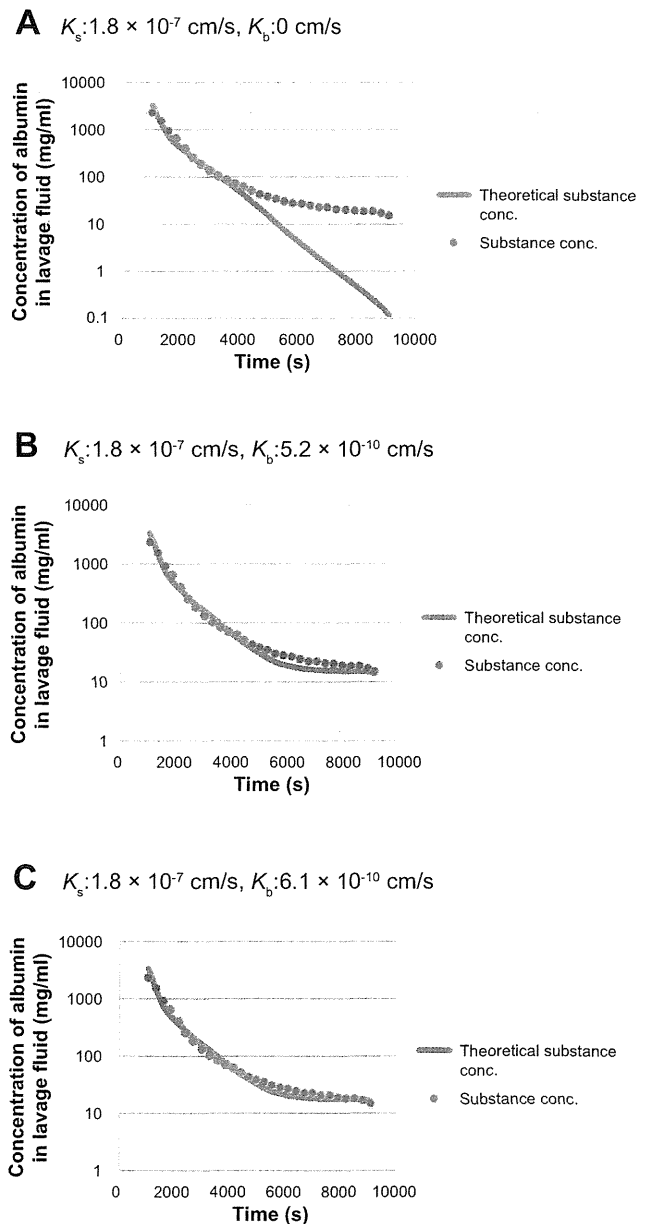 A Kₛ:1.8 × 10⁻⁷ cm/s, K_b:0 cm/s
Concentration of albumin
in lavage fluid (mg/ml)
10000
1000
100
10
1
0.1
0 2000 4000 6000 8000 10000
Time (s)
Theoretical substance
conc.
Substance conc.
B Kₛ:1.8 × 10⁻⁷ cm/s, K_b:5.2 × 10⁻¹⁰ cm/s
Concentration of albumin
in lavage fluid (mg/ml)
10000
1000
100
10
1
0 2000 4000 6000 8000 10000
Time (s)
Theoretical substance
conc.
Substance conc.
C Kₛ:1.8 × 10⁻⁷ cm/s, K_b:6.1 × 10⁻¹⁰ cm/s
Concentration of albumin
in lavage fluid (mg/ml)
10000
1000
100
10
1
0 2000 4000 6000 8000 10000
Time (s)
Theoretical substance
conc.
Substance conc.